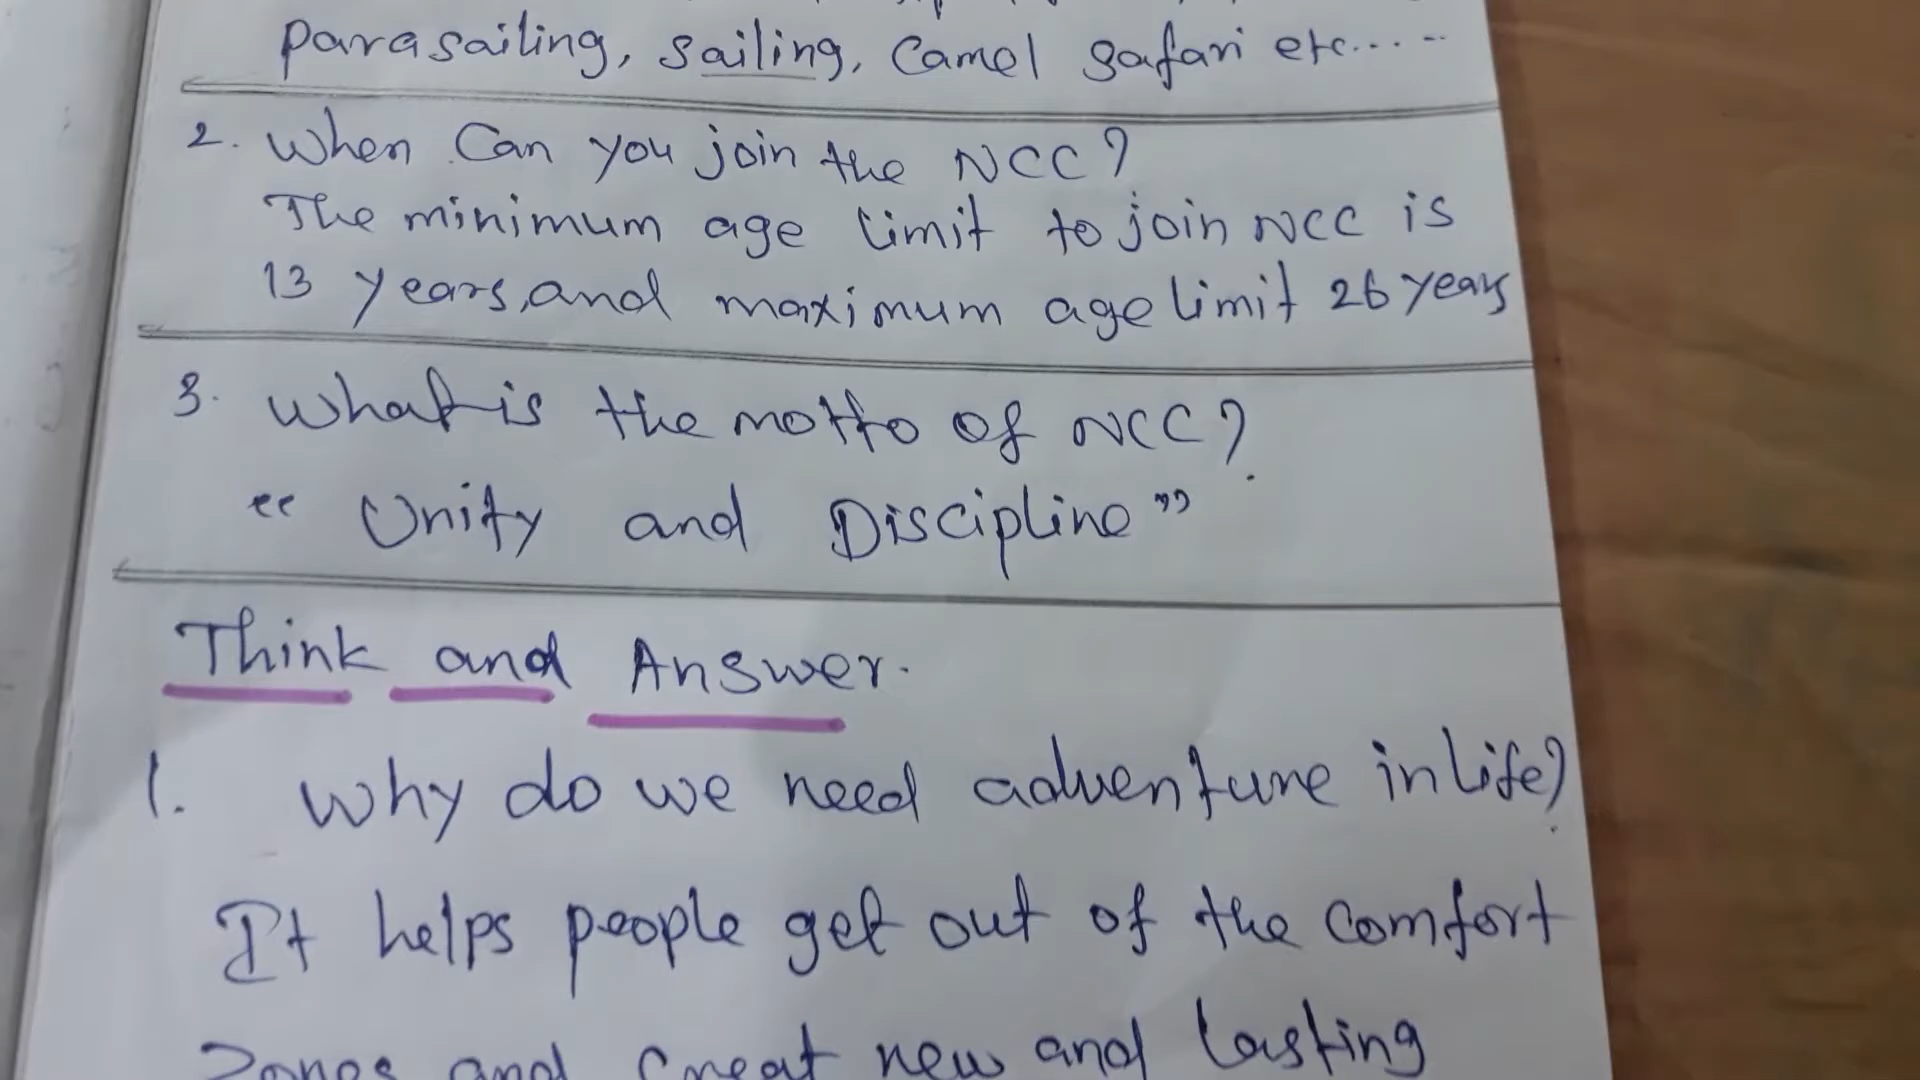 parasailing, sailing, Camel safari etc.....
2. When Can you join the NCC?
The minimum age limit to join NCC is
13 years, and maximum age limit 26 years
3. What is the motto of NCC?
“ Unity and Discipline ”
Think and Answer.
1. Why do we need adventure in life?
It helps people get out of the comfort
Zones and creat new and lasting